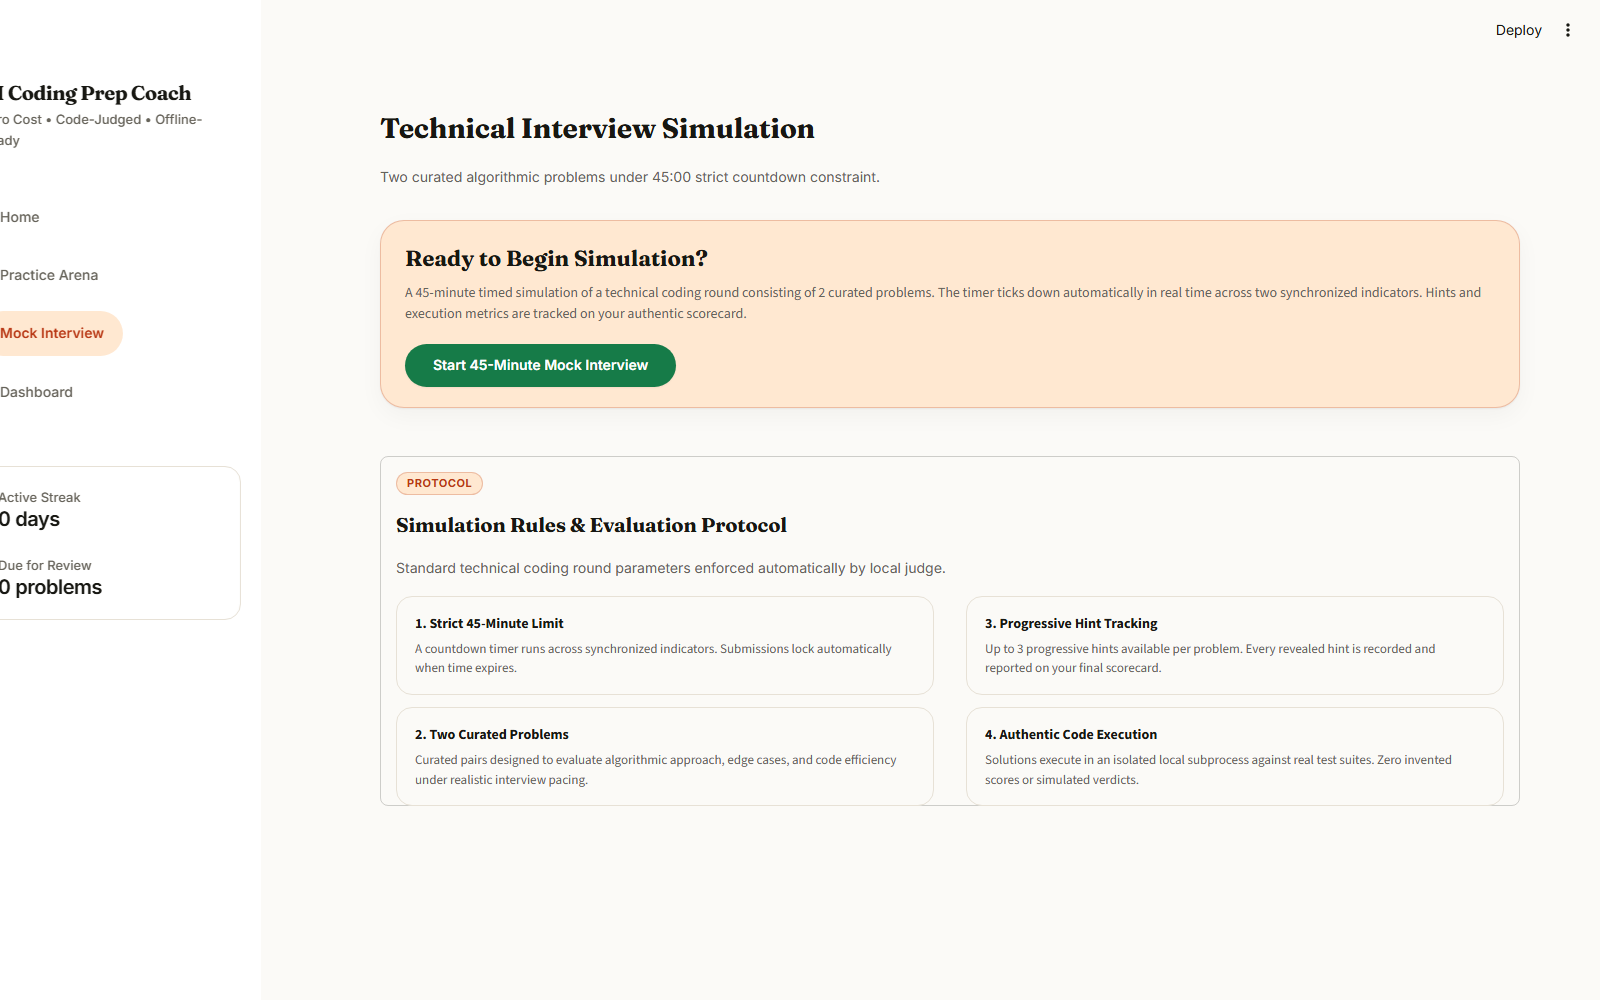 Deploy
I Coding Prep Coach
ro Cost • Code-Judged • Offline-
ady
Home
Practice Arena
Mock Interview
Dashboard
Active Streak
0 days
Due for Review
0 problems
Technical Interview Simulation
Two curated algorithmic problems under 45:00 strict countdown constraint.
Ready to Begin Simulation?
A 45-minute timed simulation of a technical coding round consisting of 2 curated problems. The timer ticks down automatically in real time across two synchronized indicators. Hints and
execution metrics are tracked on your authentic scorecard.
Start 45-Minute Mock Interview
PROTOCOL
Simulation Rules & Evaluation Protocol
Standard technical coding round parameters enforced automatically by local judge.
1. Strict 45-Minute Limit
A countdown timer runs across synchronized indicators. Submissions lock automatically
when time expires.
3. Progressive Hint Tracking
Up to 3 progressive hints available per problem. Every revealed hint is recorded and
reported on your final scorecard.
2. Two Curated Problems
Curated pairs designed to evaluate algorithmic approach, edge cases, and code efficiency
under realistic interview pacing.
4. Authentic Code Execution
Solutions execute in an isolated local subprocess against real test suites. Zero invented
scores or simulated verdicts.